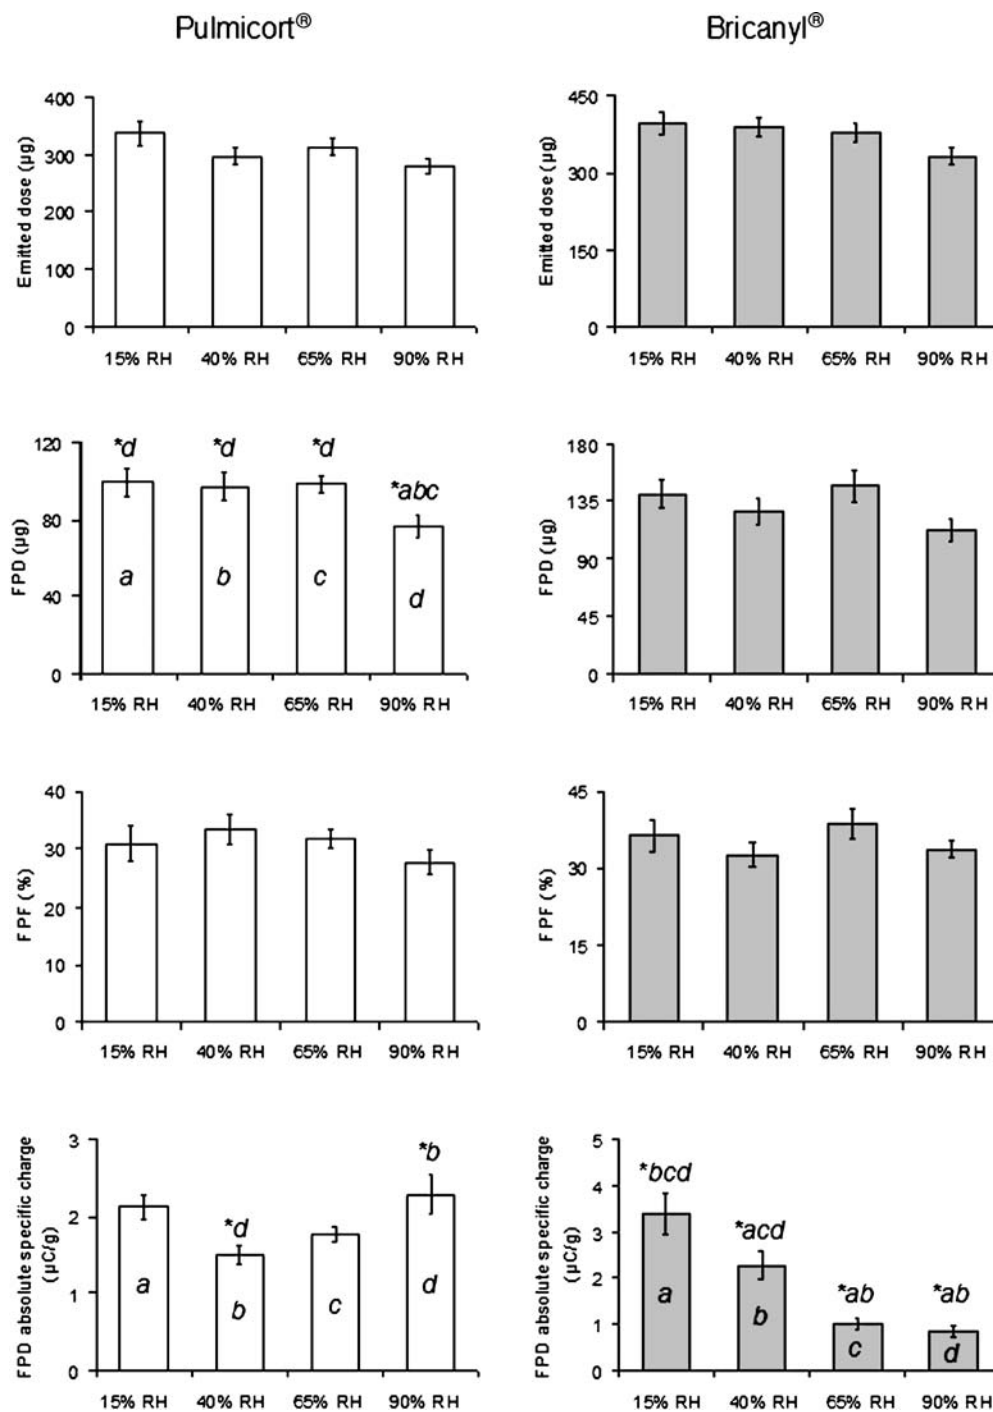 Pulmicort®
Bricanyl®
Emitted dose (µg)
400
300
200
100
0
15% RH 40% RH 65% RH 90% RH
Emitted dose (µg)
450
300
150
0
15% RH 40% RH 65% RH 90% RH
FPD (µg)
120
80
40
0
*d *d *d *abc
a b c d
15% RH 40% RH 65% RH 90% RH
FPD (µg)
180
135
90
45
0
15% RH 40% RH 65% RH 90% RH
FPF (%)
40
30
20
10
0
15% RH 40% RH 65% RH 90% RH
FPF (%)
45
30
15
0
15% RH 40% RH 65% RH 90% RH
FPD absolute specific charge
(µC/g)
3
2
1
0
*d *b
a b c d
15% RH 40% RH 65% RH 90% RH
FPD absolute specific charge
(µC/g)
5
4
3
2
1
0
*bcd *acd *ab *ab
a b c d
15% RH 40% RH 65% RH 90% RH